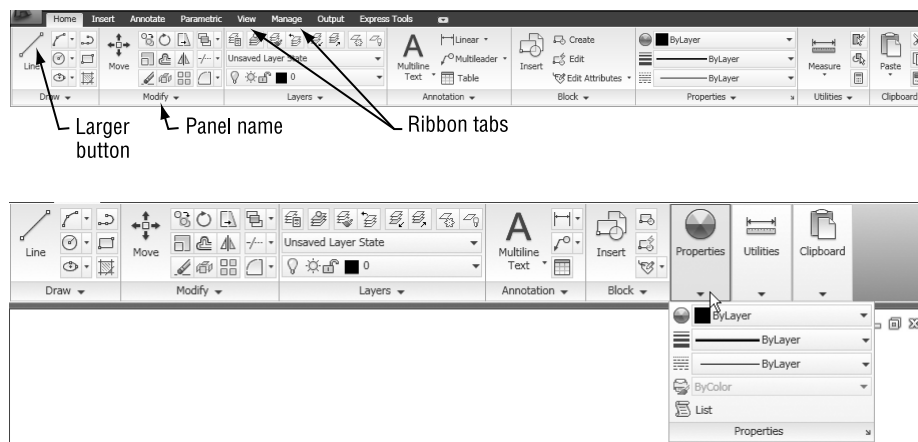 Home Insert Annotate Parametric View Manage Output Express Tools
Linear ByLayer
Create
Multileader Edit ByLayer
Unsaved Layer State
Line Move Multiline Text Insert Measure Paste
0 Table Edit Attributes ByLayer
Draw Modify Layers Annotation Block Properties Utilities Clipboard
Larger button
Panel name
Ribbon tabs
Unsaved Layer State
Line Move Multiline Text Insert Properties Utilities Clipboard
0
Draw Modify Layers Annotation Block
ByLayer
ByLayer
ByLayer
ByColor
List
Properties